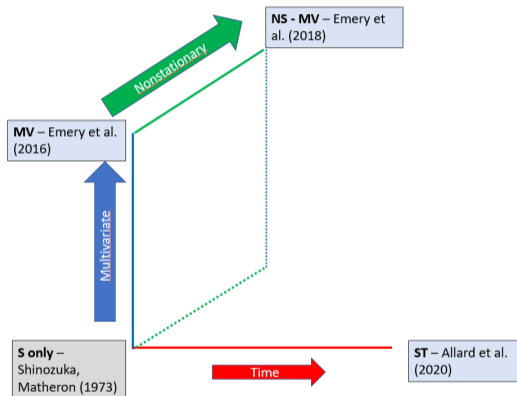 NS - MV – Emery et
al. (2018)
Nonstationary
MV – Emery et al.
(2016)
Multivariate
S only –
Shinozuka,
Matheron (1973)
Time
ST – Allard et al.
(2020)